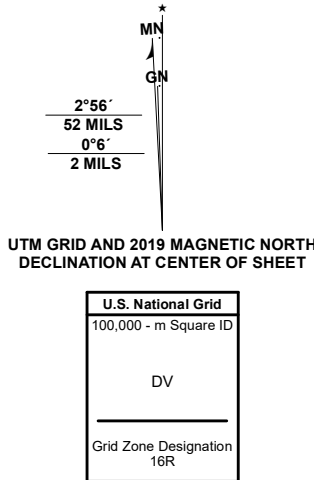 ★
MN
GN
2°56´
52 MILS
0°6´
2 MILS
UTM GRID AND 2019 MAGNETIC NORTH
DECLINATION AT CENTER OF SHEET
U.S. National Grid
100,000 - m Square ID
DV
Grid Zone Designation
16R